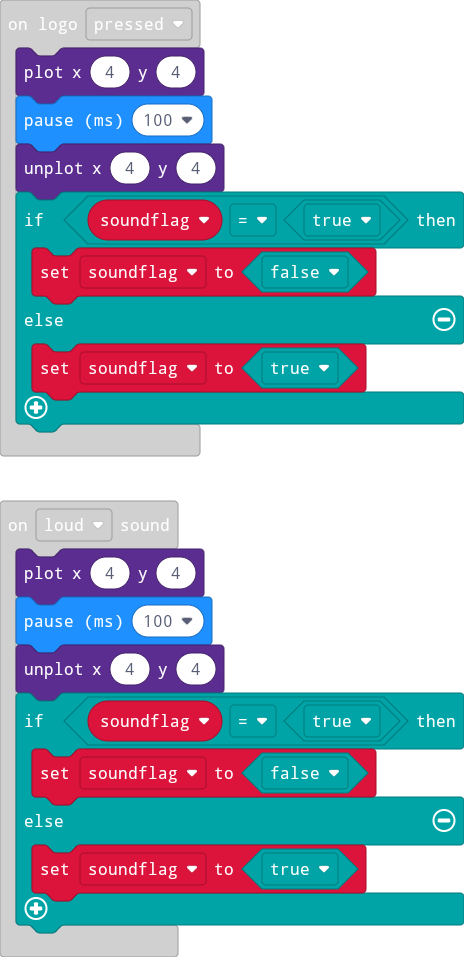 on logo pressed
plot x 4 y 4
pause (ms) 100
unplot x 4 y 4
if soundflag = true then
set soundflag to false
else
set soundflag to true
on loud sound
plot x 4 y 4
pause (ms) 100
unplot x 4 y 4
if soundflag = true then
set soundflag to false
else
set soundflag to true